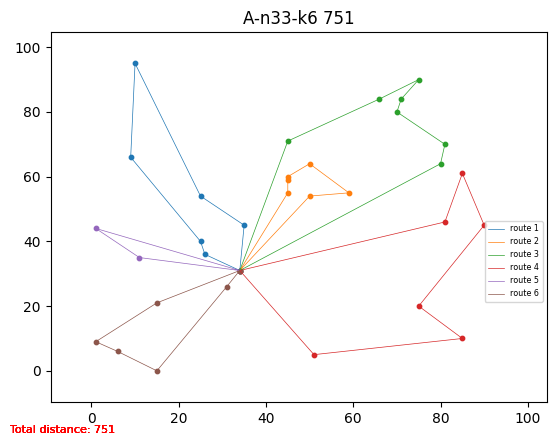 A-n33-k6 751
100
80
60
40
20
0
route 1
route 2
route 3
route 4
route 5
route 6
0 20 40 60 80 100
Total distance: 751